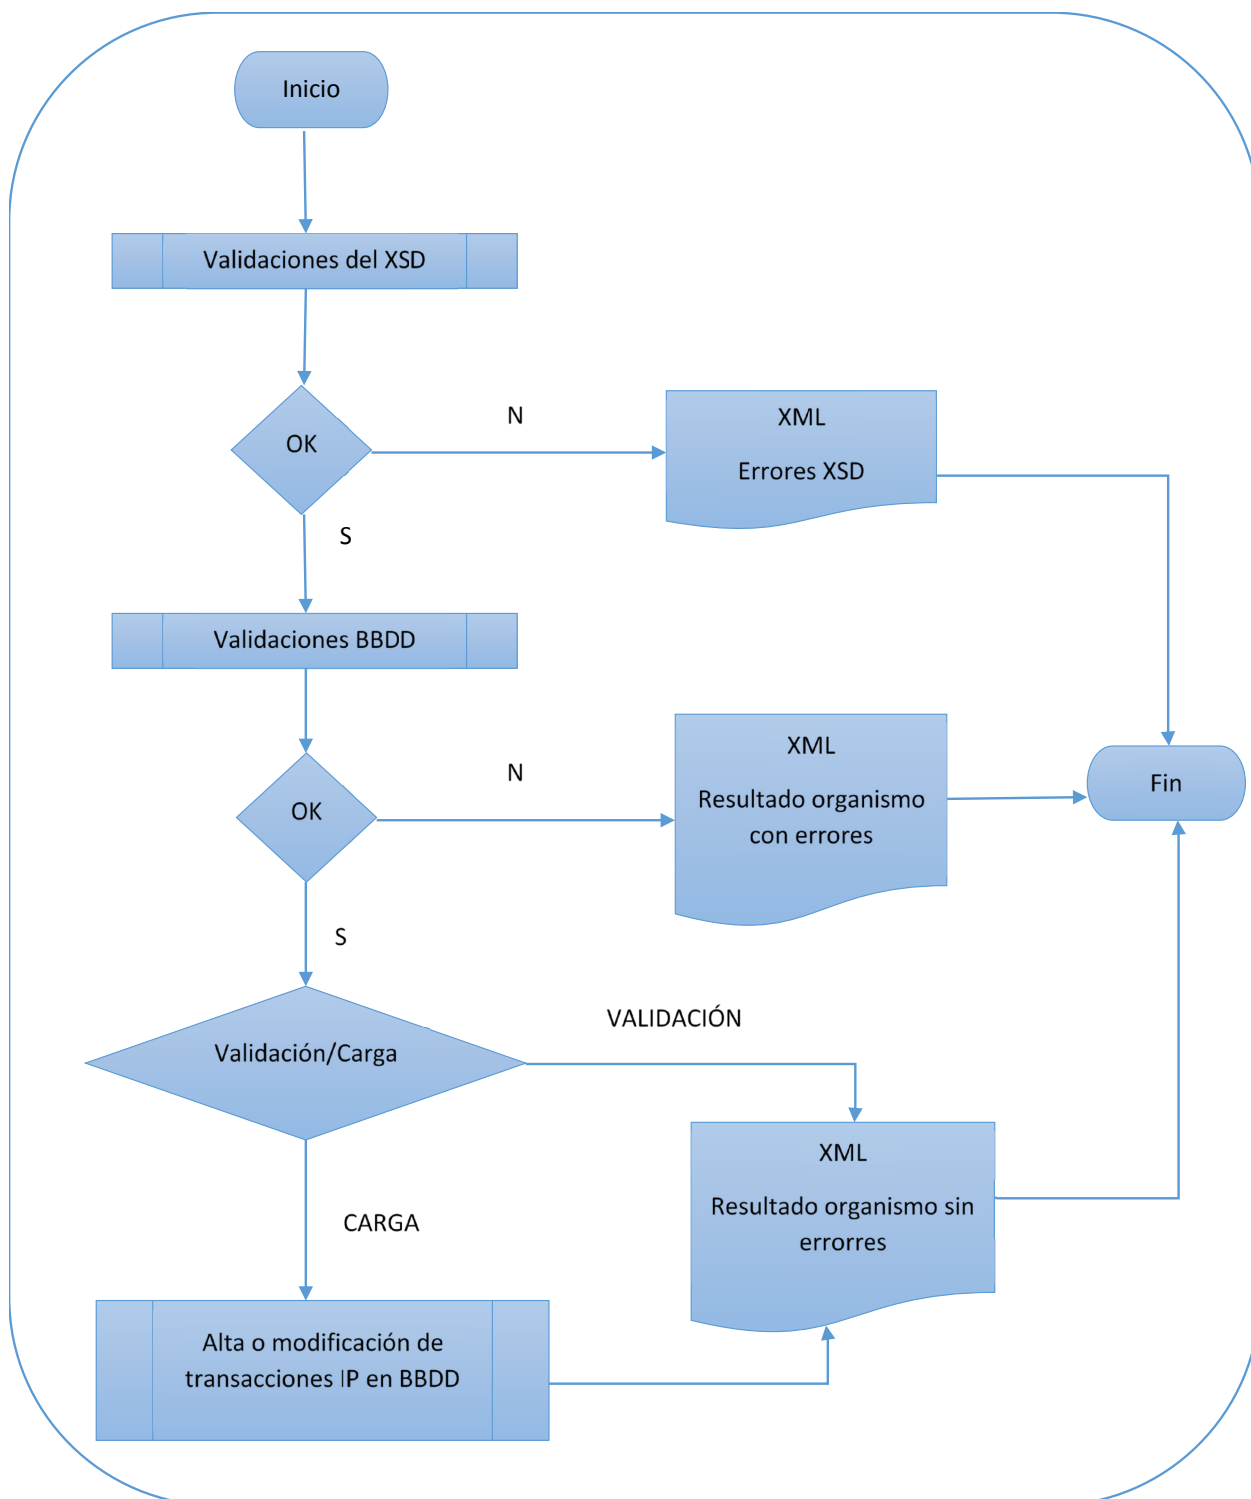 Inicio
Validaciones del XSD
OK
N
XML
Errores XSD
S
Validaciones BBDD
OK
N
XML
Resultado organismo
con errores
Fin
S
Validación/Carga
VALIDACIÓN
XML
Resultado organismo sin
errorres
CARGA
Alta o modificación de
transacciones IP en BBDD